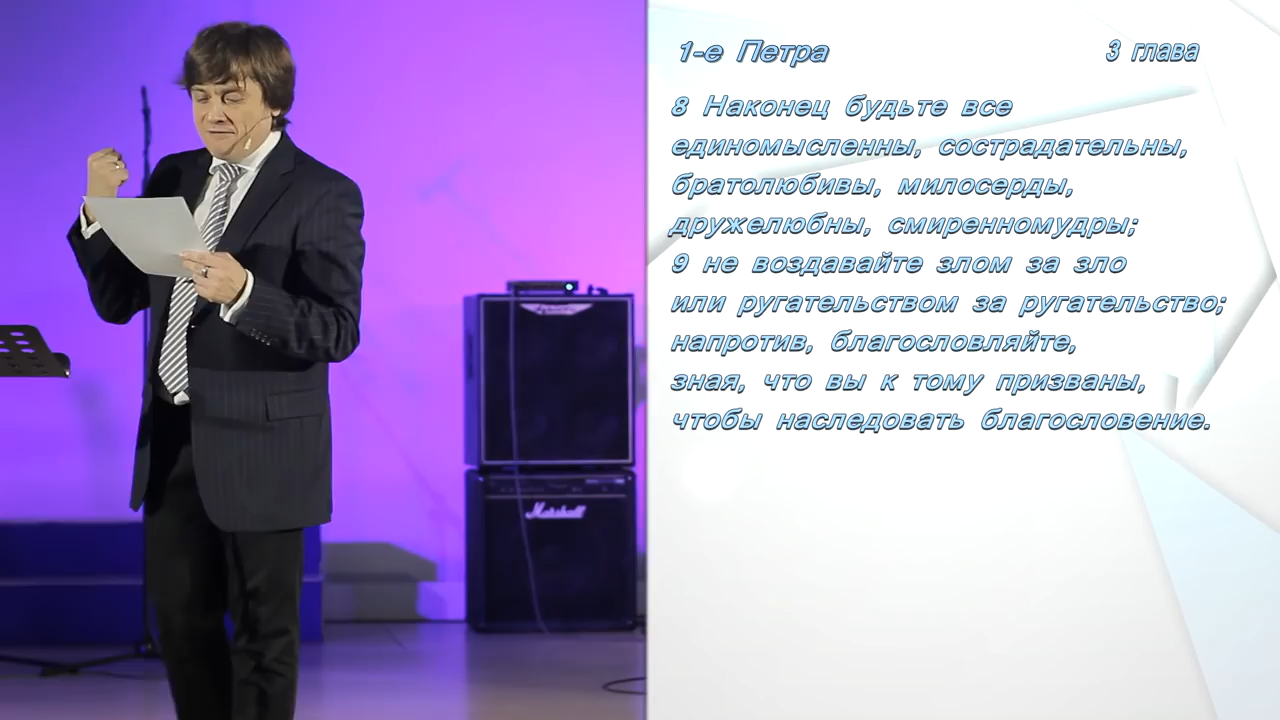 1-е Петра 3 глава
8 Наконец будьте все
единомысленны, сострадательны,
братолюбивы, милосерды,
дружелюбны, смиренномудры;
9 не воздавайте злом за зло
или ругательством за ругательство;
напротив, благословляйте,
зная, что вы к тому призваны,
чтобы наследовать благословение.
Marshall